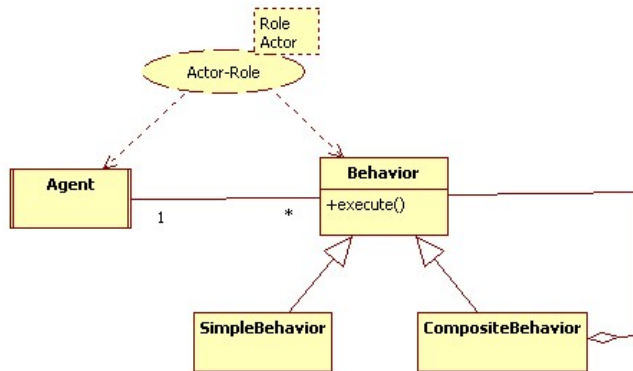 Role
Actor
Actor-Role
Agent
Behavior
+execute()
1
*
SimpleBehavior
CompositeBehavior